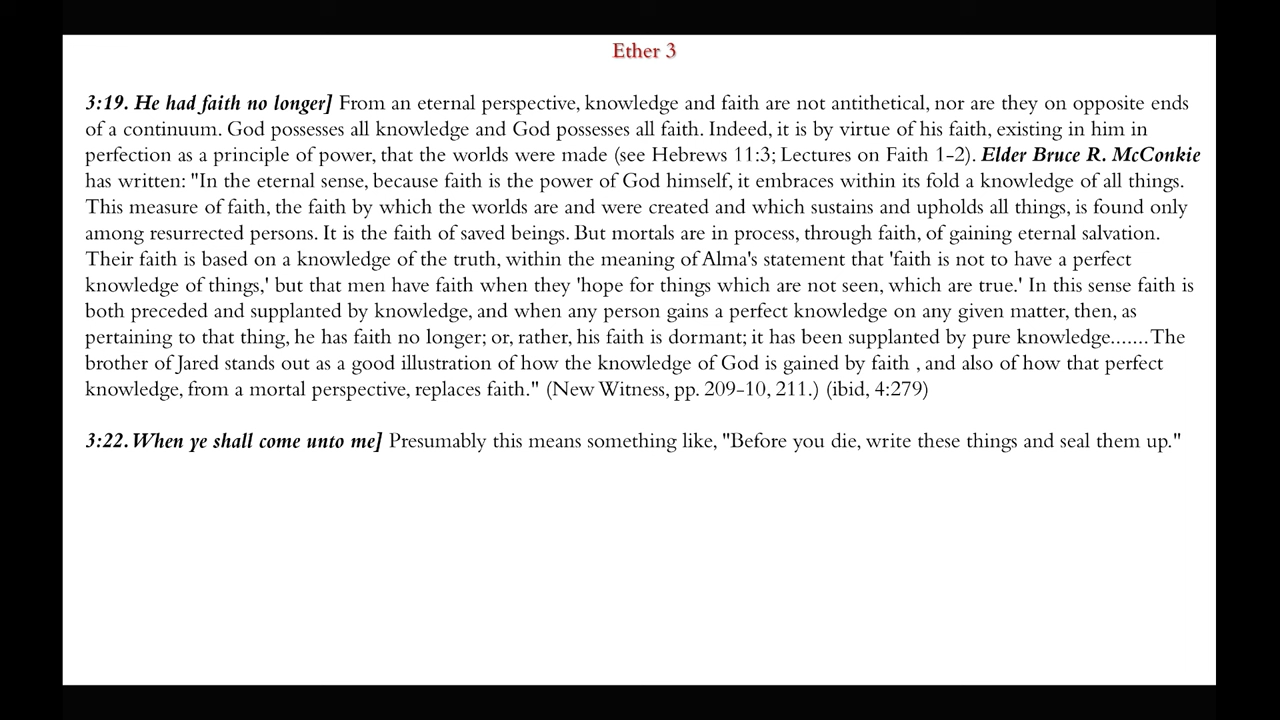 Ether 3
3:19. He had faith no longer] From an eternal perspective, knowledge and faith are not antithetical, nor are they on opposite ends
of a continuum. God possesses all knowledge and God possesses all faith. Indeed, it is by virtue of his faith, existing in him in
perfection as a principle of power, that the worlds were made (see Hebrews 11:3; Lectures on Faith 1-2). Elder Bruce R. McConkie
has written: "In the eternal sense, because faith is the power of God himself, it embraces within its fold a knowledge of all things.
This measure of faith, the faith by which the worlds are and were created and which sustains and upholds all things, is found only
among resurrected persons. It is the faith of saved beings. But mortals are in process, through faith, of gaining eternal salvation.
Their faith is based on a knowledge of the truth, within the meaning of Alma's statement that 'faith is not to have a perfect
knowledge of things,' but that men have faith when they 'hope for things which are not seen, which are true.' In this sense faith is
both preceded and supplanted by knowledge, and when any person gains a perfect knowledge on any given matter, then, as
pertaining to that thing, he has faith no longer; or, rather, his faith is dormant; it has been supplanted by pure knowledge.......The
brother of Jared stands out as a good illustration of how the knowledge of God is gained by faith , and also of how that perfect
knowledge, from a mortal perspective, replaces faith." (New Witness, pp. 209-10, 211.) (ibid, 4:279)
3:22. When ye shall come unto me] Presumably this means something like, "Before you die, write these things and seal them up."